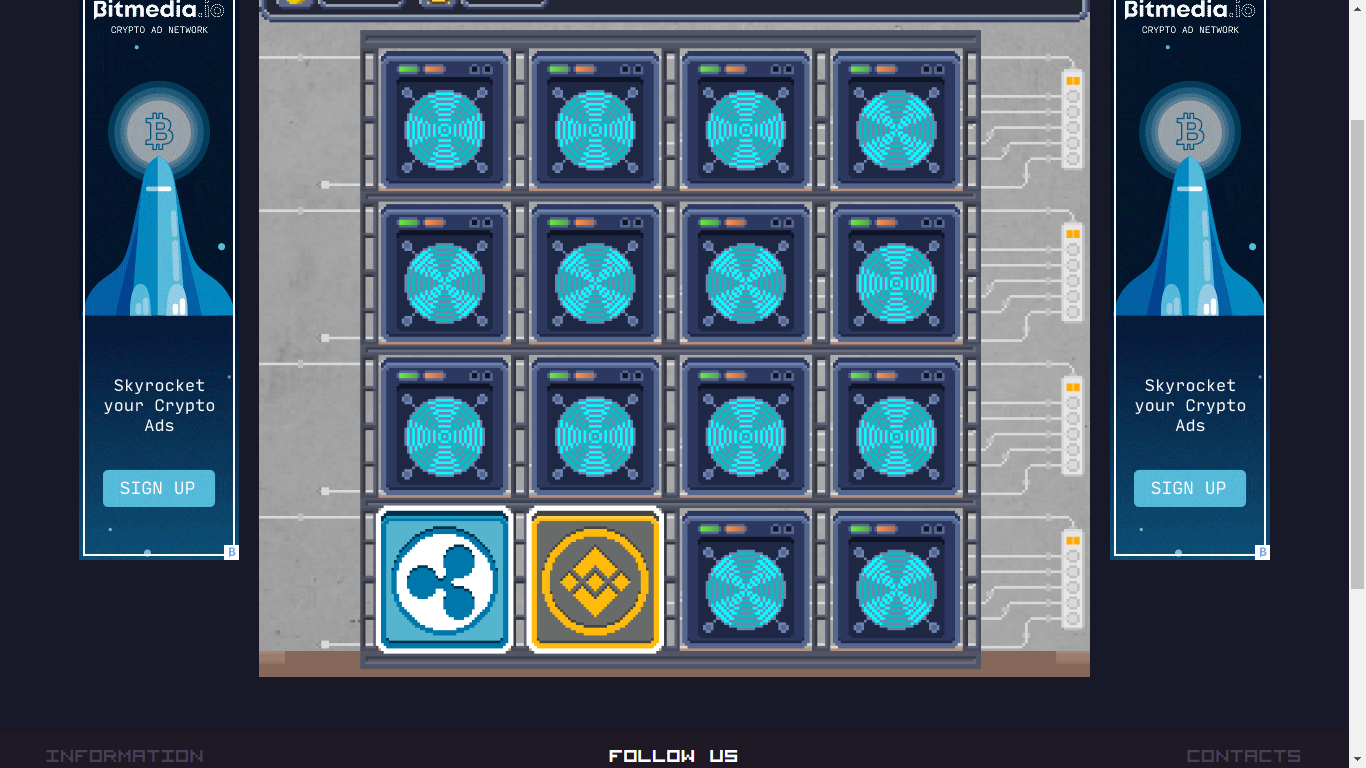 Bitmedia.io
CRYPTO AD NETWORK
Skyrocket
your Crypto
Ads
SIGN UP
Bitmedia.io
CRYPTO AD NETWORK
Skyrocket
your Crypto
Ads
SIGN UP
INFORMATION
FOLLOW US
CONTACTS